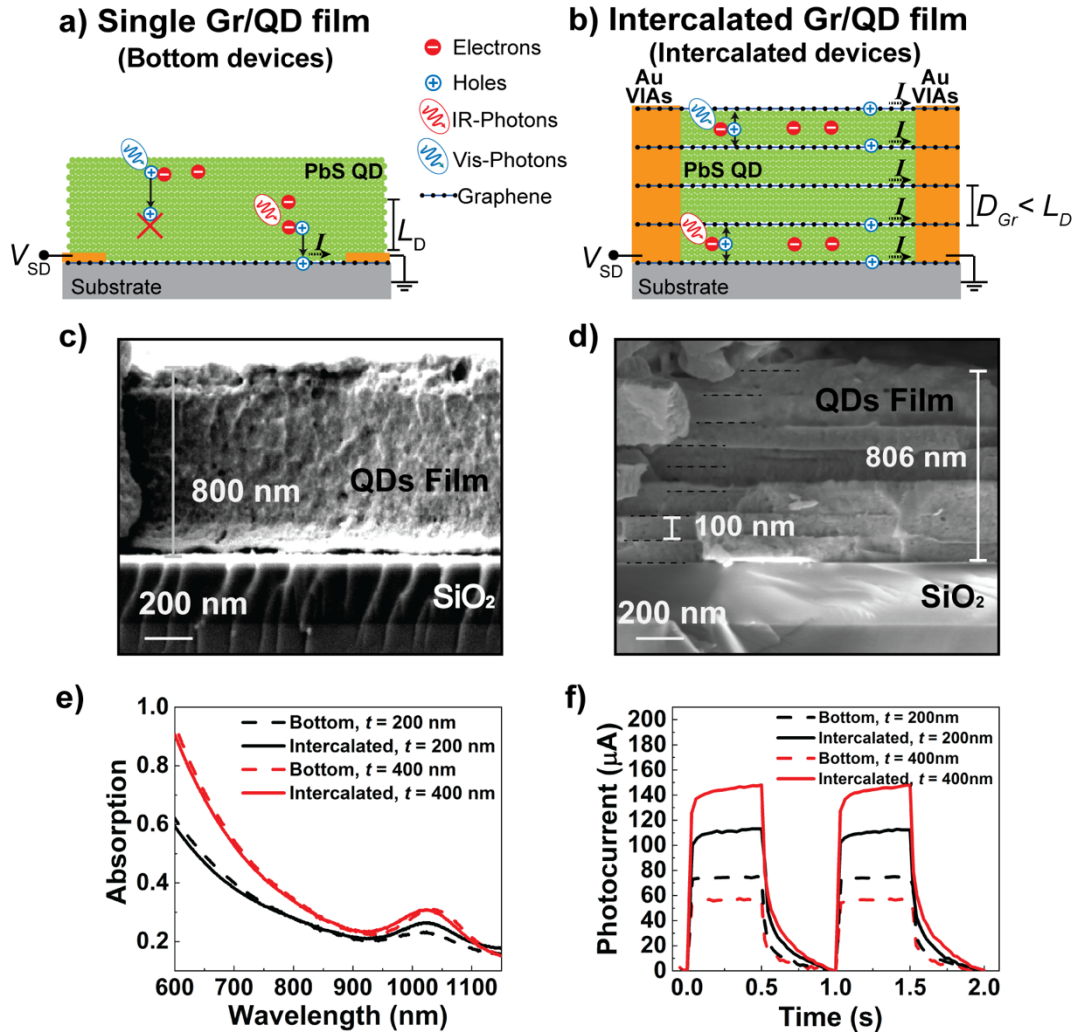 a) Single Gr/QD film
(Bottom devices)
Electrons
Holes
IR-Photons
Vis-Photons
Graphene
PbS QD
L_D
I
V_SD
Substrate
b) Intercalated Gr/QD film
(Intercalated devices)
Au
VIAs
I
Au
VIAs
PbS QD
I
I
I
I
D_Gr < L_D
V_SD
Substrate
c)
800 nm
QDs Film
200 nm
SiO₂
d)
QDs Film
806 nm
100 nm
200 nm
SiO₂
e)
Absorption
1.0
0.8
0.6
0.4
0.2
Bottom, t = 200 nm
Intercalated, t = 200 nm
Bottom, t = 400 nm
Intercalated, t = 400 nm
600 700 800 900 1000 1100
Wavelength (nm)
f)
Photocurrent (µA)
200
180
160
140
120
100
80
60
40
20
0
Bottom, t = 200nm
Intercalated, t = 200nm
Bottom, t = 400nm
Intercalated, t = 400nm
0.0 0.5 1.0 1.5 2.0
Time (s)